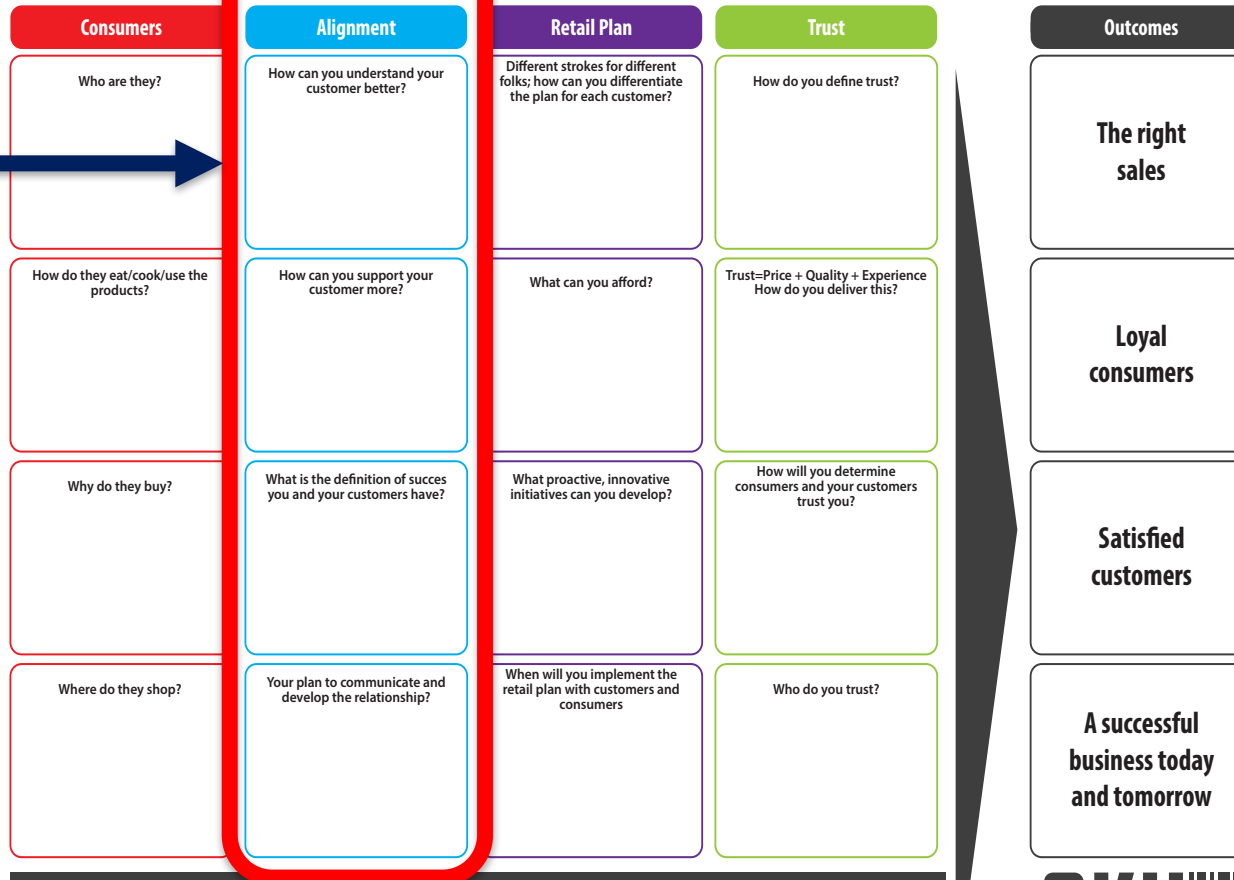 Consumers
Alignment
Retail Plan
Trust
Outcomes
Who are they?
How can you understand your
customer better?
Different strokes for different
folks; how can you differentiate
the plan for each customer?
How do you define trust?
The right
sales
How do they eat/cook/use the
products?
How can you support your
customer more?
What can you afford?
Trust=Price + Quality + Experience
How do you deliver this?
Loyal
consumers
Why do they buy?
What is the definition of succes
you and your customers have?
What proactive, innovative
initiatives can you develop?
How will you determine
consumers and your customers
trust you?
Satisfied
customers
Where do they shop?
Your plan to communicate and
develop the relationship?
When will you implement the
retail plan with customers and
consumers
Who do you trust?
A successful
business today
and tomorrow